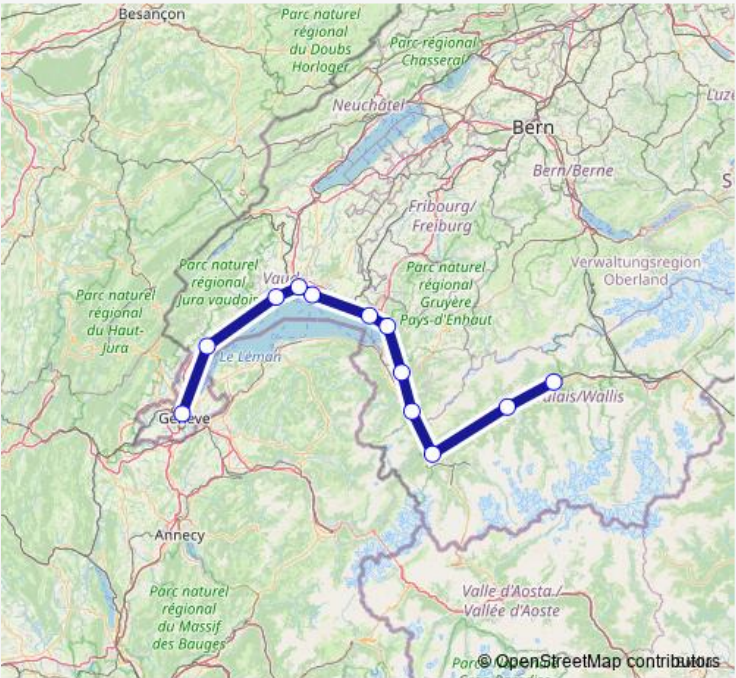 Besançon
Parc naturel
régional
du Doubs
Horloger
Parc régional
Chasseral
Neuchâtel
Luze
Bern
Bern/Berne
S
Fribourg/
Freiburg
Verwaltungsregion
Oberland
Parc naturel
régional
Jura vaudois
Vaud
Parc naturel
régional
Gruyère
Pays-d'Enhaut
Parc naturel
régional
du Haut-
Jura
Le Léman
alais/Wallis
Genève
Annecy
Parc naturel
régional
du Massif
des Bauges
Valle d'Aosta /
Vallée d'Aoste
© OpenStreetMap contributors